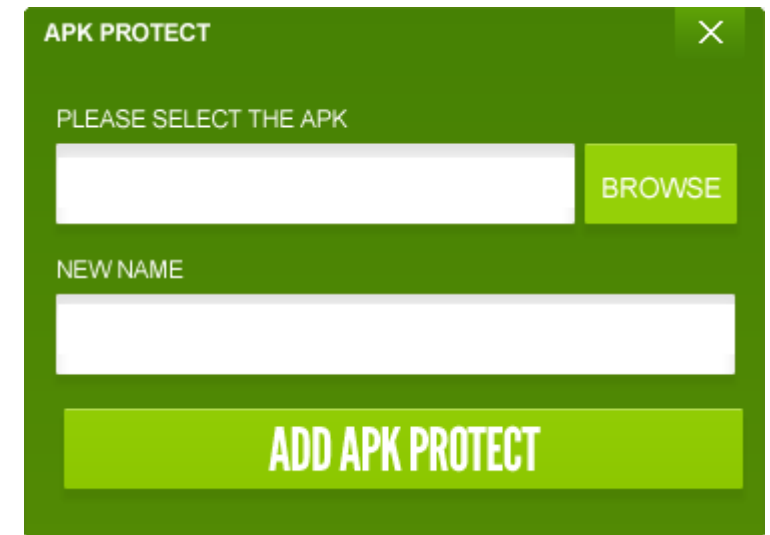 APK PROTECT
PLEASE SELECT THE APK
BROWSE
NEW NAME
ADD APK PROTECT